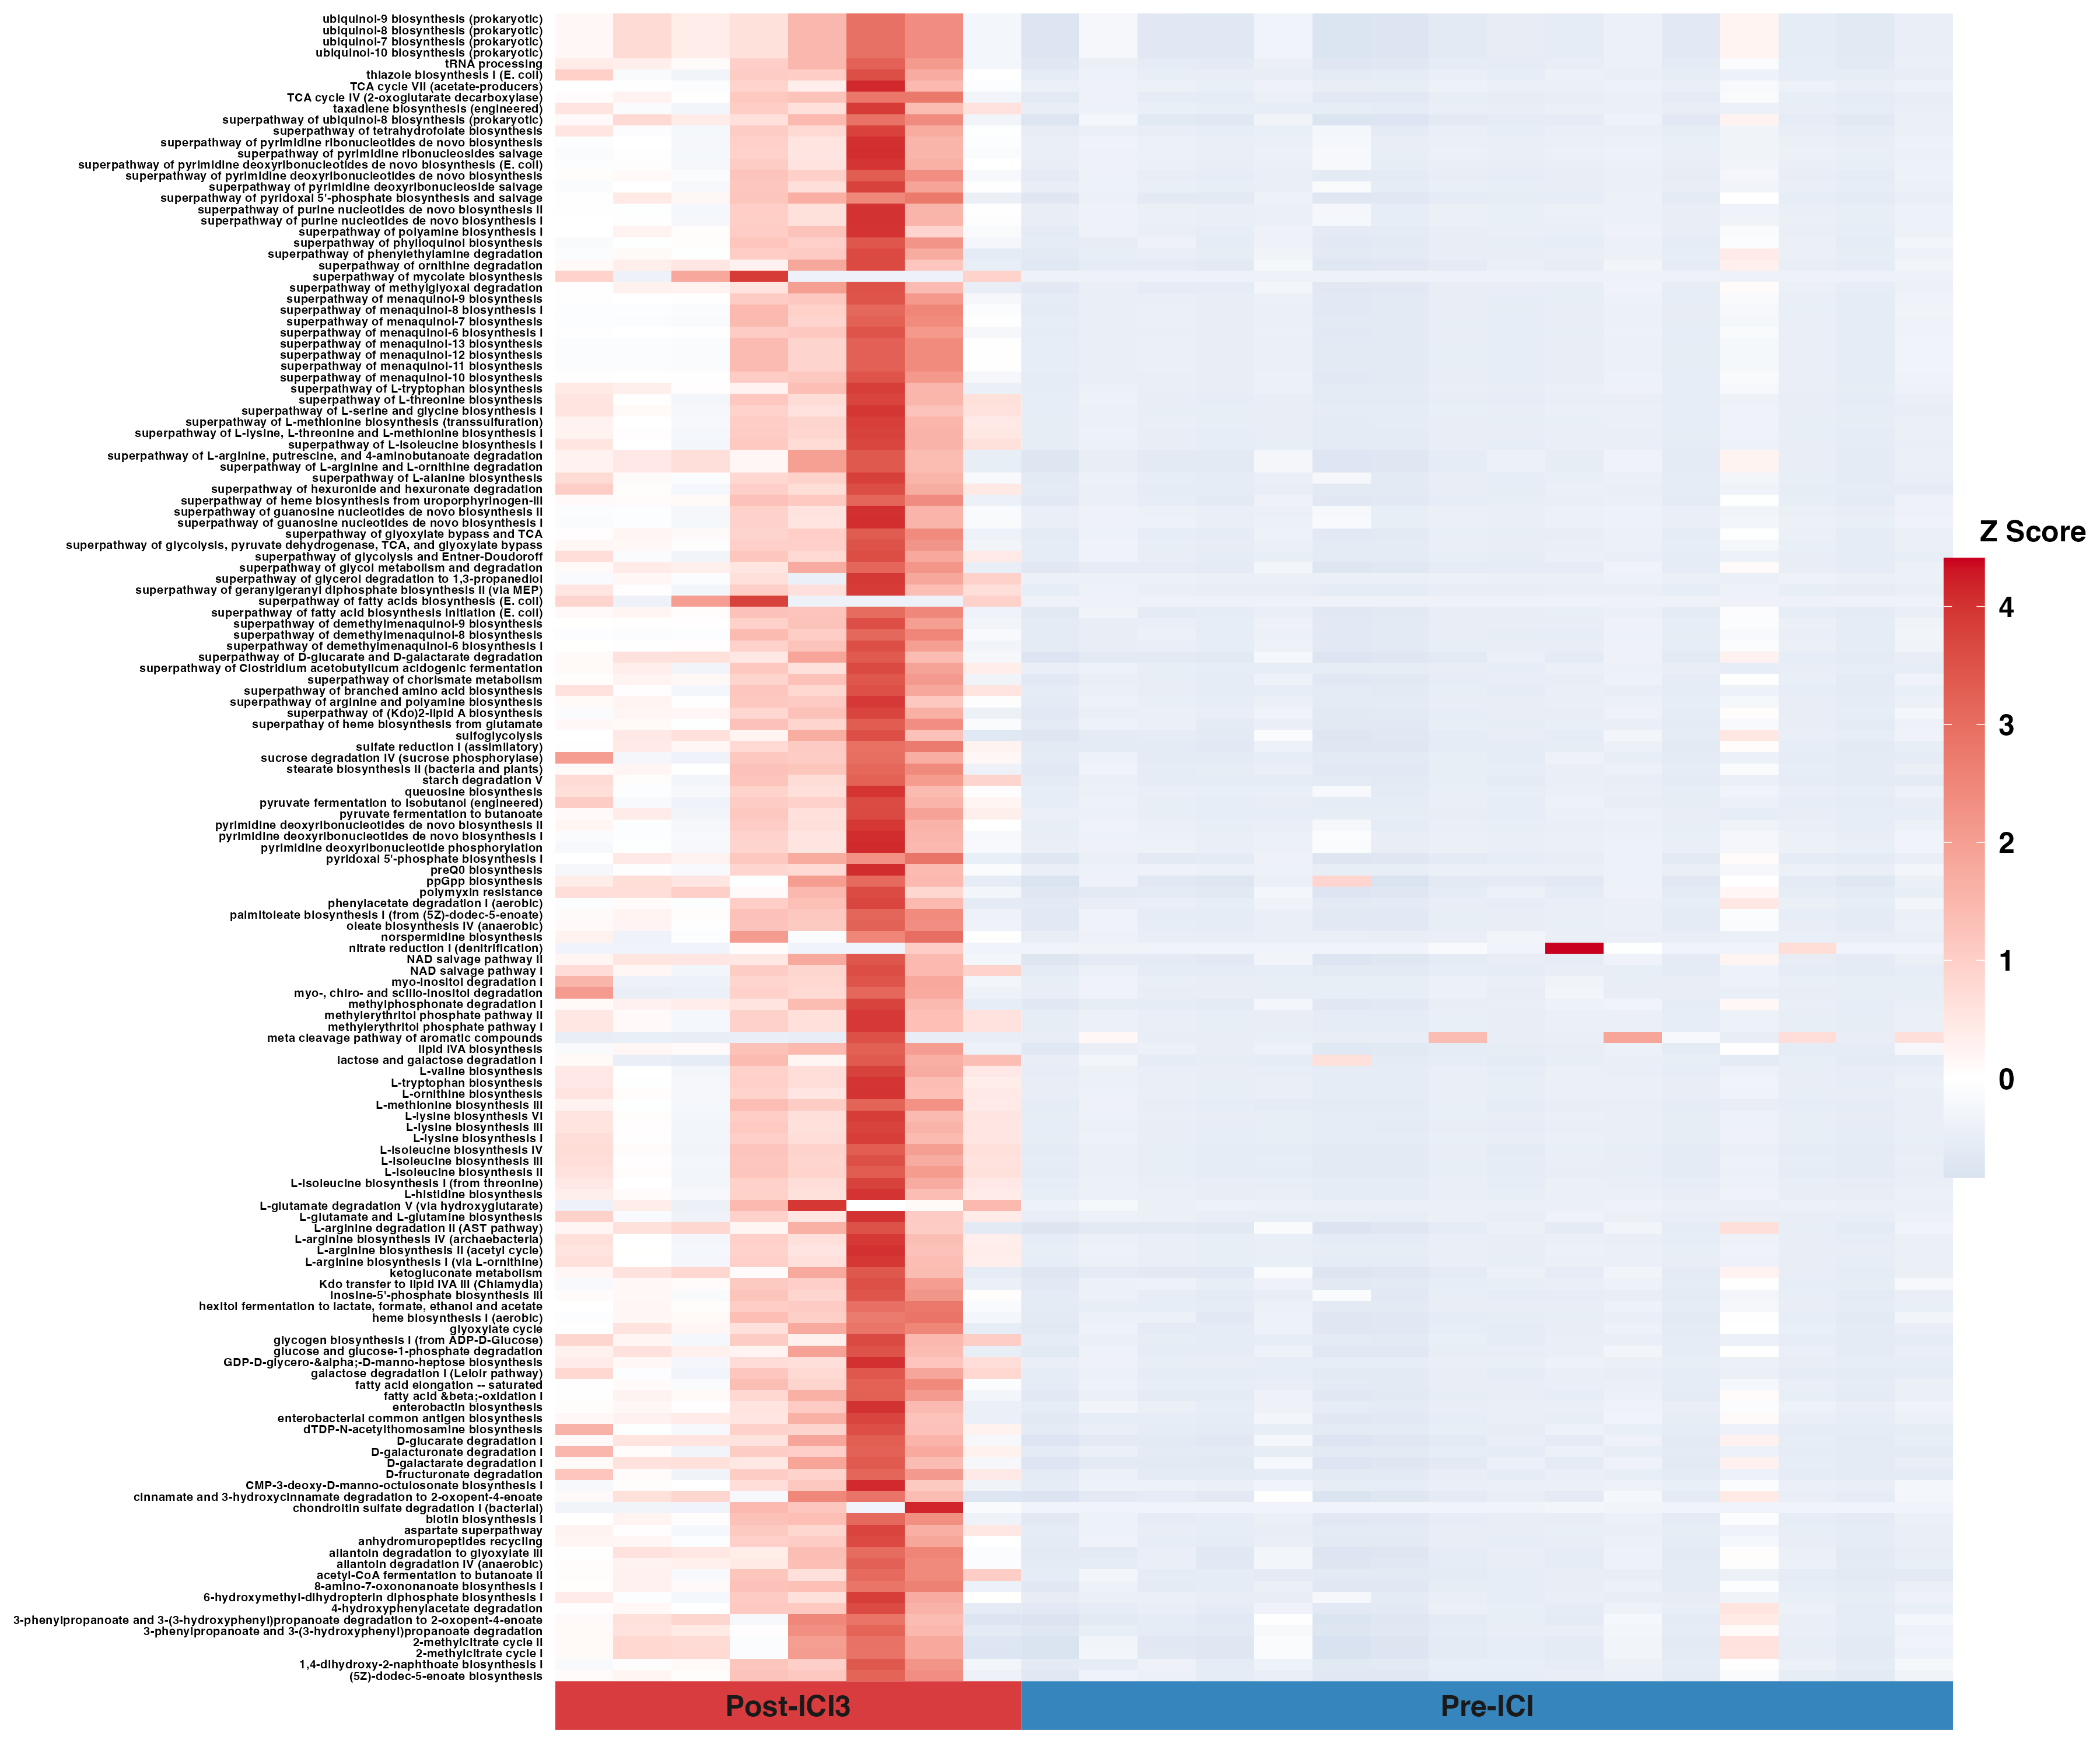 ubiquinol-9 biosynthesis (prokaryotic)
ubiquinol-8 biosynthesis (prokaryotic)
ubiquinol-7 biosynthesis (prokaryotic)
ubiquinol-10 biosynthesis (prokaryotic)
tRNA processing
thiazole biosynthesis I (E. coli)
TCA cycle VII (acetate-producers)
TCA cycle IV (2-oxoglutarate decarboxylase)
taxadiene biosynthesis (engineered)
superpathway of ubiquinol-8 biosynthesis (prokaryotic)
superpathway of tetrahydrofolate biosynthesis
superpathway of pyrimidine ribonucleotides de novo biosynthesis
superpathway of pyrimidine ribonucleosides salvage
superpathway of pyrimidine deoxyribonucleotides de novo biosynthesis (E. coli)
superpathway of pyrimidine deoxyribonucleotides de novo biosynthesis
superpathway of pyrimidine deoxyribonucleoside salvage
superpathway of pyridoxal 5'-phosphate biosynthesis and salvage
superpathway of purine nucleotides de novo biosynthesis II
superpathway of purine nucleotides de novo biosynthesis I
superpathway of polyamine biosynthesis I
superpathway of phylloquinol biosynthesis
superpathway of phenylethylamine degradation
superpathway of ornithine degradation
superpathway of mycolate biosynthesis
superpathway of methylglyoxal degradation
superpathway of menaquinol-9 biosynthesis
superpathway of menaquinol-8 biosynthesis I
superpathway of menaquinol-7 biosynthesis
superpathway of menaquinol-6 biosynthesis I
superpathway of menaquinol-13 biosynthesis
superpathway of menaquinol-12 biosynthesis
superpathway of menaquinol-11 biosynthesis
superpathway of menaquinol-10 biosynthesis
superpathway of L-tryptophan biosynthesis
superpathway of L-threonine biosynthesis
superpathway of L-serine and glycine biosynthesis I
superpathway of L-methionine biosynthesis (transsulfuration)
superpathway of L-lysine, L-threonine and L-methionine biosynthesis I
superpathway of L-isoleucine biosynthesis I
superpathway of L-arginine, putrescine, and 4-aminobutanoate degradation
superpathway of L-arginine and L-ornithine degradation
superpathway of L-alanine biosynthesis
superpathway of hexuronide and hexuronate degradation
superpathway of heme biosynthesis from uroporphyrinogen-III
superpathway of guanosine nucleotides de novo biosynthesis II
superpathway of guanosine nucleotides de novo biosynthesis I
superpathway of glyoxylate bypass and TCA
superpathway of glycolysis, pyruvate dehydrogenase, TCA, and glyoxylate bypass
superpathway of glycolysis and Entner-Doudoroff
superpathway of glycol metabolism and degradation
superpathway of glycerol degradation to 1,3-propanediol
superpathway of geranylgeranyl diphosphate biosynthesis II (via MEP)
superpathway of fatty acids biosynthesis (E. coli)
superpathway of fatty acid biosynthesis initiation (E. coli)
superpathway of demethylmenaquinol-9 biosynthesis
superpathway of demethylmenaquinol-8 biosynthesis
superpathway of demethylmenaquinol-6 biosynthesis I
superpathway of D-glucarate and D-galactarate degradation
superpathway of Clostridium acetobutylicum acidogenic fermentation
superpathway of chorismate metabolism
superpathway of branched amino acid biosynthesis
superpathway of arginine and polyamine biosynthesis
superpathway of (Kdo)2-lipid A biosynthesis
superpathay of heme biosynthesis from glutamate
sulfoglycolysis
sulfate reduction I (assimilatory)
sucrose degradation IV (sucrose phosphorylase)
stearate biosynthesis II (bacteria and plants)
starch degradation V
queuosine biosynthesis
pyruvate fermentation to isobutanol (engineered)
pyruvate fermentation to butanoate
pyrimidine deoxyribonucleotides de novo biosynthesis II
pyrimidine deoxyribonucleotides de novo biosynthesis I
pyrimidine deoxyribonucleotide phosphorylation
pyridoxal 5'-phosphate biosynthesis I
preQ0 biosynthesis
ppGpp biosynthesis
polymyxin resistance
phenylacetate degradation I (aerobic)
palmitoleate biosynthesis I (from (5Z)-dodec-5-enoate)
oleate biosynthesis IV (anaerobic)
norspermidine biosynthesis
nitrate reduction I (denitrification)
NAD salvage pathway II
NAD salvage pathway I
myo-inositol degradation I
myo-, chiro- and scillo-inositol degradation
methylphosphonate degradation I
methylerythritol phosphate pathway II
methylerythritol phosphate pathway I
meta cleavage pathway of aromatic compounds
lipid IVA biosynthesis
lactose and galactose degradation I
L-valine biosynthesis
L-tryptophan biosynthesis
L-ornithine biosynthesis
L-methionine biosynthesis III
L-lysine biosynthesis VI
L-lysine biosynthesis III
L-lysine biosynthesis I
L-isoleucine biosynthesis IV
L-isoleucine biosynthesis III
L-isoleucine biosynthesis II
L-isoleucine biosynthesis I (from threonine)
L-histidine biosynthesis
L-glutamate degradation V (via hydroxyglutarate)
L-glutamate and L-glutamine biosynthesis
L-arginine degradation II (AST pathway)
L-arginine biosynthesis IV (archaebacteria)
L-arginine biosynthesis II (acetyl cycle)
L-arginine biosynthesis I (via L-ornithine)
ketogluconate metabolism
Kdo transfer to lipid IVA III (Chlamydia)
inosine-5'-phosphate biosynthesis III
hexitol fermentation to lactate, formate, ethanol and acetate
heme biosynthesis I (aerobic)
glyoxylate cycle
glycogen biosynthesis I (from ADP-D-Glucose)
glucose and glucose-1-phosphate degradation
GDP-D-glycero-&alpha;-D-manno-heptose biosynthesis
galactose degradation I (Leloir pathway)
fatty acid elongation -- saturated
fatty acid &beta;-oxidation I
enterobactin biosynthesis
enterobacterial common antigen biosynthesis
dTDP-N-acetylthomosamine biosynthesis
D-glucarate degradation I
D-galacturonate degradation I
D-galactarate degradation I
D-fructuronate degradation
CMP-3-deoxy-D-manno-octulosonate biosynthesis I
cinnamate and 3-hydroxycinnamate degradation to 2-oxopent-4-enoate
chondroitin sulfate degradation I (bacterial)
biotin biosynthesis I
aspartate superpathway
anhydromuropeptides recycling
allantoin degradation to glyoxylate III
allantoin degradation IV (anaerobic)
acetyl-CoA fermentation to butanoate II
8-amino-7-oxononanoate biosynthesis I
6-hydroxymethyl-dihydropterin diphosphate biosynthesis I
4-hydroxyphenylacetate degradation
3-phenylpropanoate and 3-(3-hydroxyphenyl)propanoate degradation to 2-oxopent-4-enoate
3-phenylpropanoate and 3-(3-hydroxyphenyl)propanoate degradation
2-methylcitrate cycle II
2-methylcitrate cycle I
1,4-dihydroxy-2-naphthoate biosynthesis I
(5Z)-dodec-5-enoate biosynthesis
Post-ICI3
Pre-ICI
Z Score
4
3
2
1
0